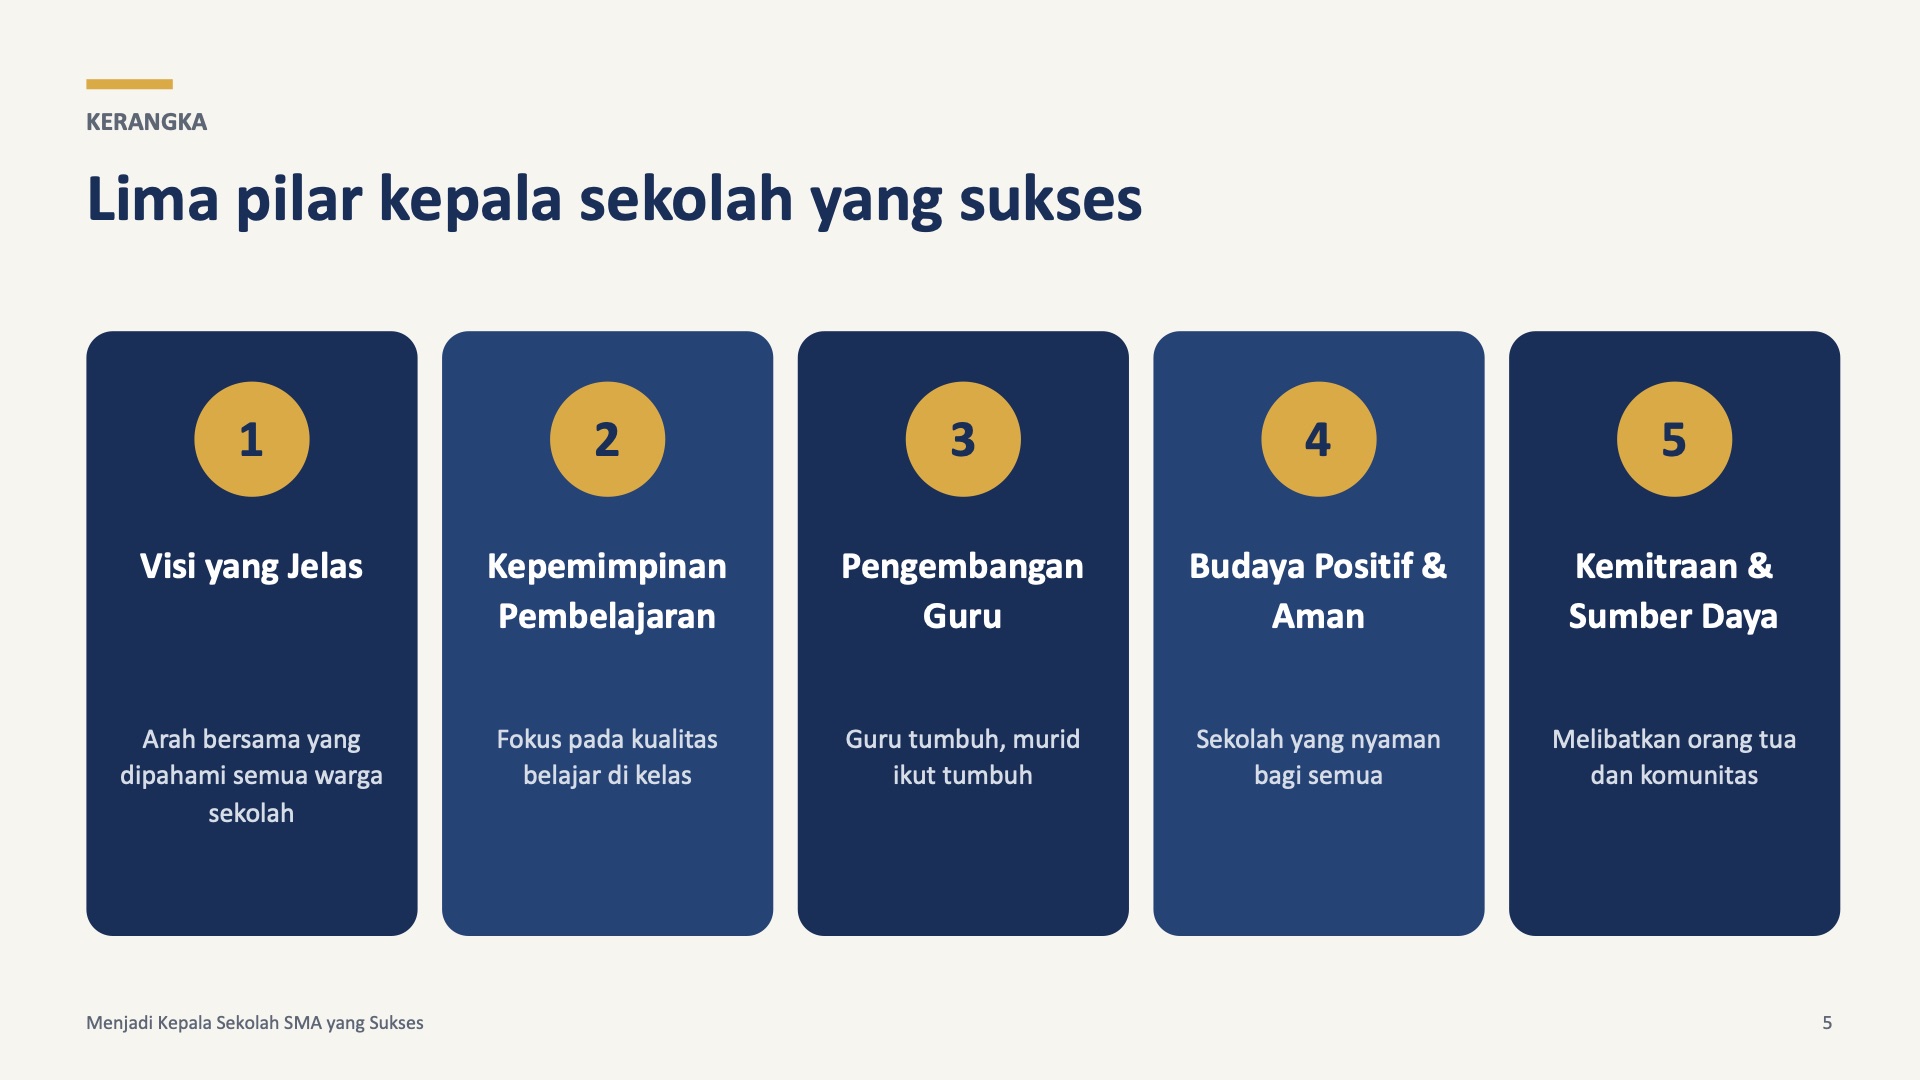 KERANGKA
Lima pilar kepala sekolah yang sukses
1
Visi yang Jelas
Arah bersama yang
dipahami semua warga
sekolah
2
Kepemimpinan
Pembelajaran
Fokus pada kualitas
belajar di kelas
3
Pengembangan
Guru
Guru tumbuh, murid
ikut tumbuh
4
Budaya Positif &
Aman
Sekolah yang nyaman
bagi semua
5
Kemitraan &
Sumber Daya
Melibatkan orang tua
dan komunitas
Menjadi Kepala Sekolah SMA yang Sukses
5